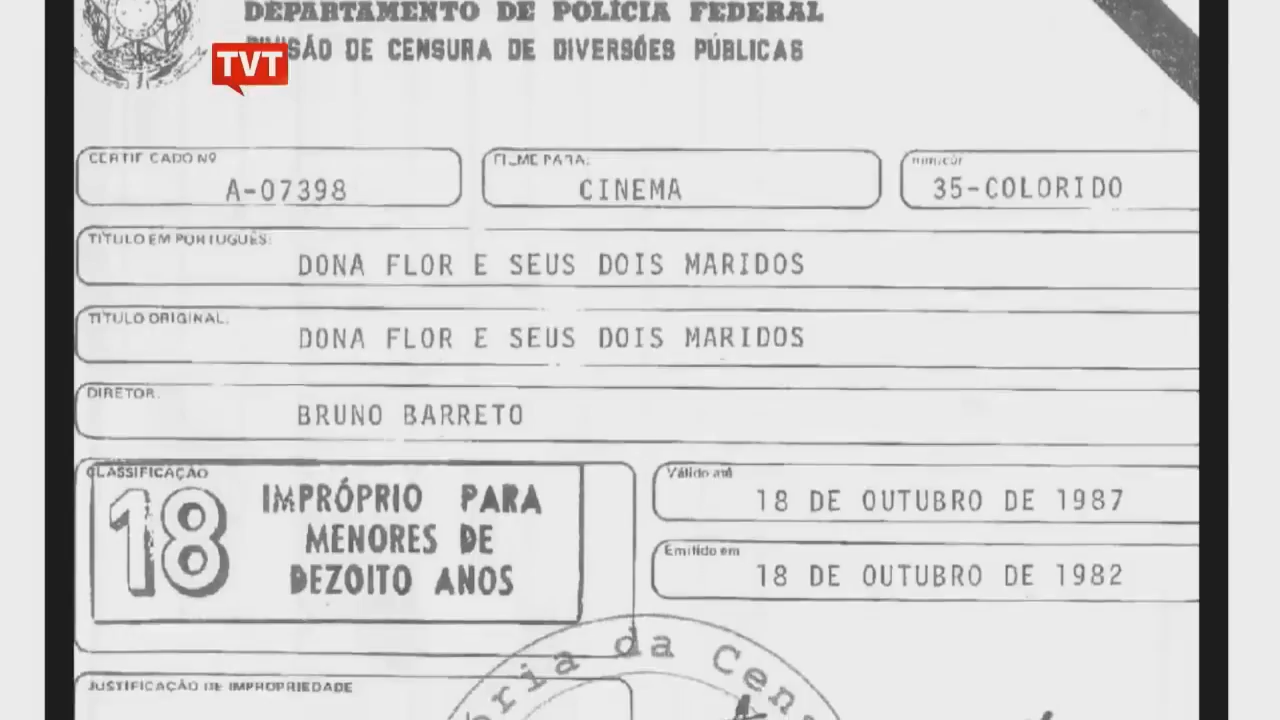 DEPARTAMENTO DE POLÍCIA FEDERAL
DIVISÃO DE CENSURA DE DIVERSÕES PÚBLICAS
TVT
CERTIFICADO Nº
A-07398
FILME PARA:
CINEMA
35-COLORIDO
TÍTULO EM PORTUGUÊS:
DONA FLOR E SEUS DOIS MARIDOS
TÍTULO ORIGINAL:
DONA FLOR E SEUS DOIS MARIDOS
DIRETOR:
BRUNO BARRETO
CLASSIFICAÇÃO
18
IMPRÓPRIO PARA
MENORES DE
DEZOITO ANOS
Válido até
18 DE OUTUBRO DE 1987
Emitido em
18 DE OUTUBRO DE 1982
JUSTIFICAÇÃO DE IMPROPRIEDADE
da